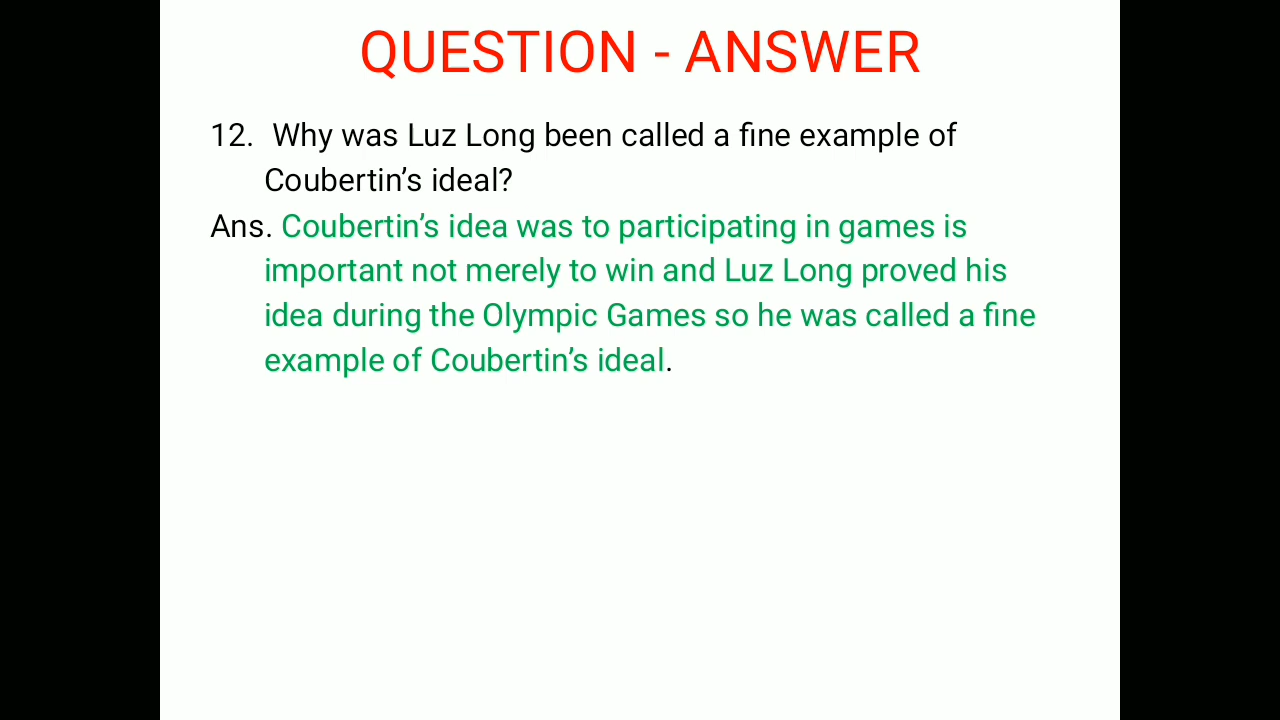 QUESTION - ANSWER
12. Why was Luz Long been called a fine example of
Coubertin’s ideal?
Ans. Coubertin’s idea was to participating in games is
important not merely to win and Luz Long proved his
idea during the Olympic Games so he was called a fine
example of Coubertin’s ideal.